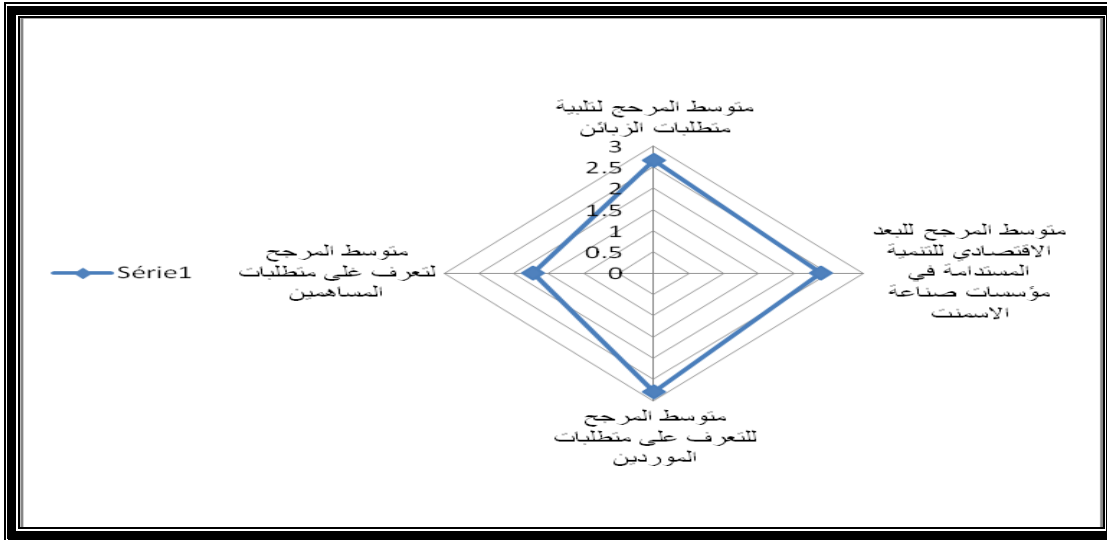 متوسط المرجح لتلبية
متطلبات الزبائن
3
2.5
2
1.5
1
0.5
0
متوسط المرجح للبعد
الاقتصادي للتنمية
المستدامة في
مؤسسات صناعة
الاسمنت
متوسط المرجح
للتعرف على متطلبات
الموردين
متوسط المرجح
لتعرف غلى متطلبات
المساهمين
Série1